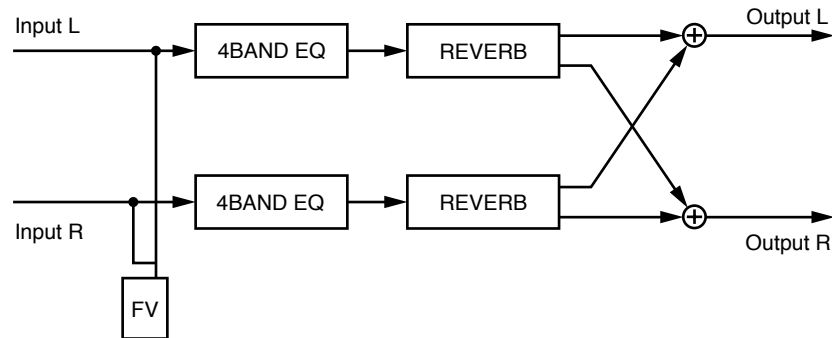 Input L
Output L
4BAND EQ
REVERB
+
4BAND EQ
REVERB
+
Input R
Output R
FV